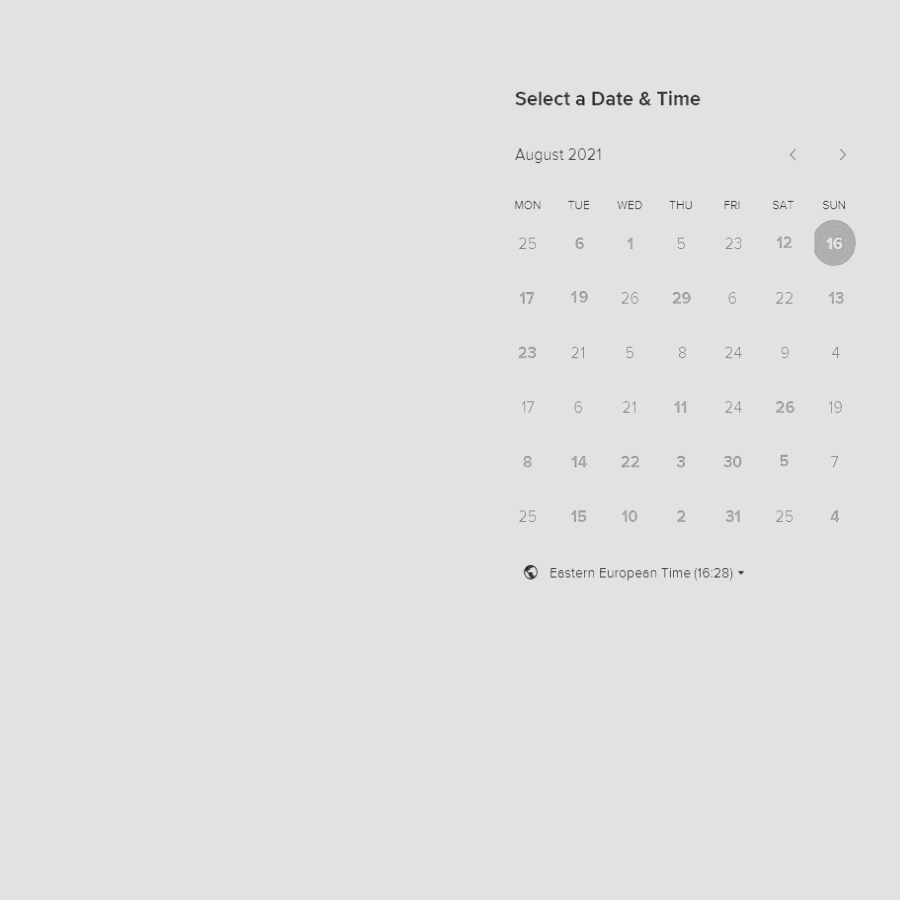 Select a Date & Time
August 2021
MON TUE WED THU FRI SAT SUN
25 6 1 5 23 12 16
17 19 26 29 6 22 13
23 21 5 8 24 9 4
17 6 21 11 24 26 19
8 14 22 3 30 5 7
25 15 10 2 31 25 4
Eastern European Time (16:28)